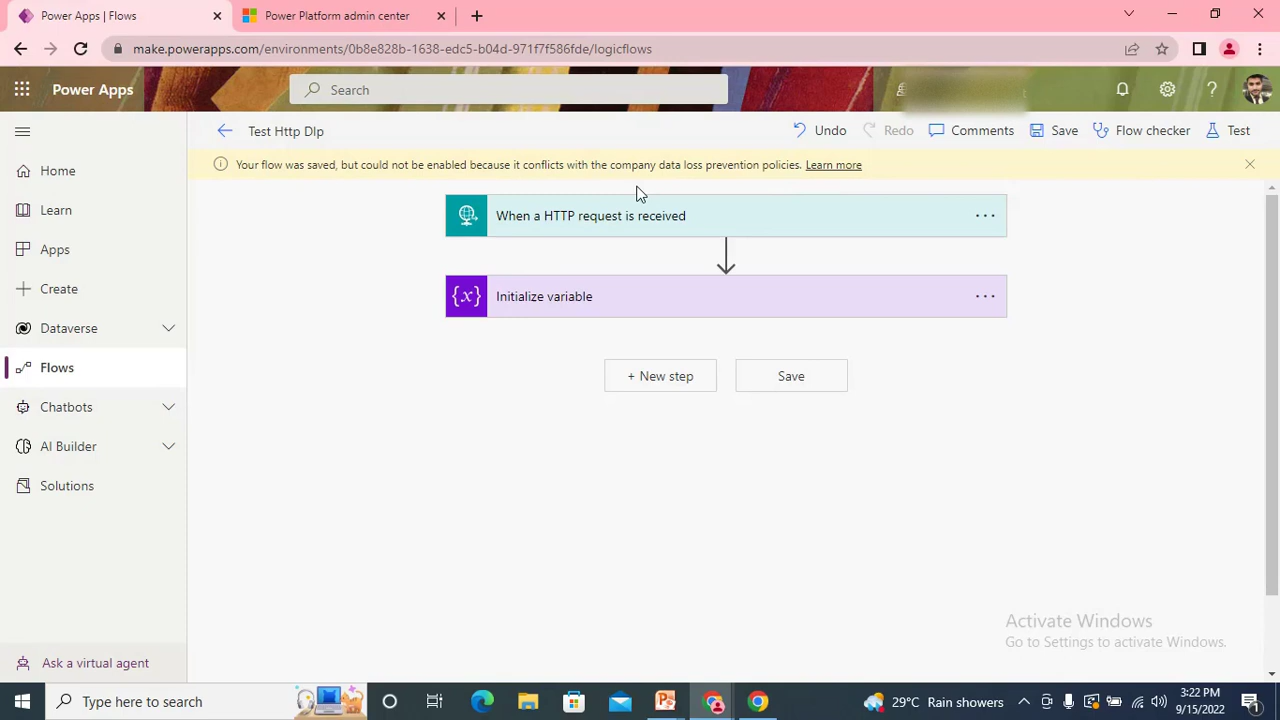 Power Apps | Flows
Power Platform admin center
make.powerapps.com/environments/0b8e828b-1638-edc5-b04d-971f7f586fde/logicflows
Power Apps
Search
Test Http Dlp
Undo
Redo
Comments
Save
Flow checker
Test
Your flow was saved, but could not be enabled because it conflicts with the company data loss prevention policies. Learn more
Home
Learn
Apps
Create
Dataverse
Flows
Chatbots
AI Builder
Solutions
Ask a virtual agent
When a HTTP request is received
{x} Initialize variable
+ New step
Save
Activate Windows
Go to Settings to activate Windows.
Type here to search
29°C Rain showers
3:22 PM
9/15/2022
1